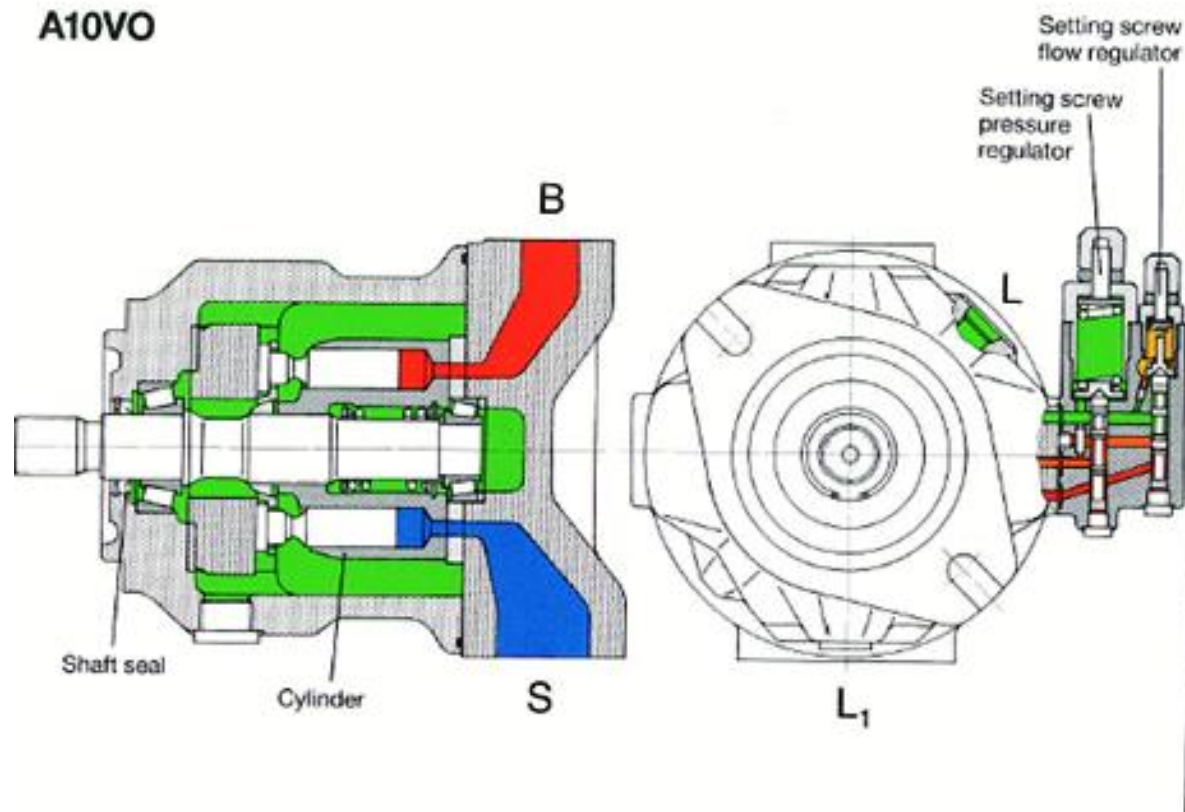 A10VO
Setting screw
flow regulator
Setting screw
pressure
regulator
B
L
Shaft seal
Cylinder
S
L₁